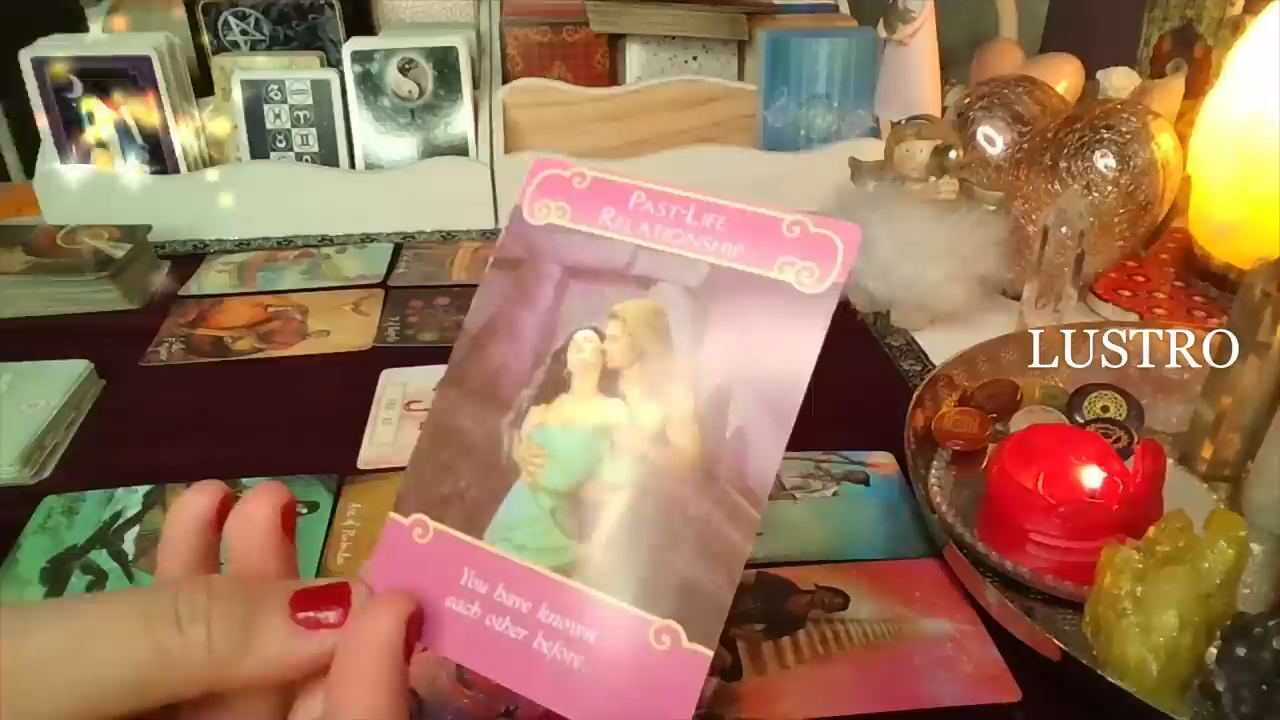 PAST-LIFE
RELATIONSHIP
LUSTRO
You have known
each other before.